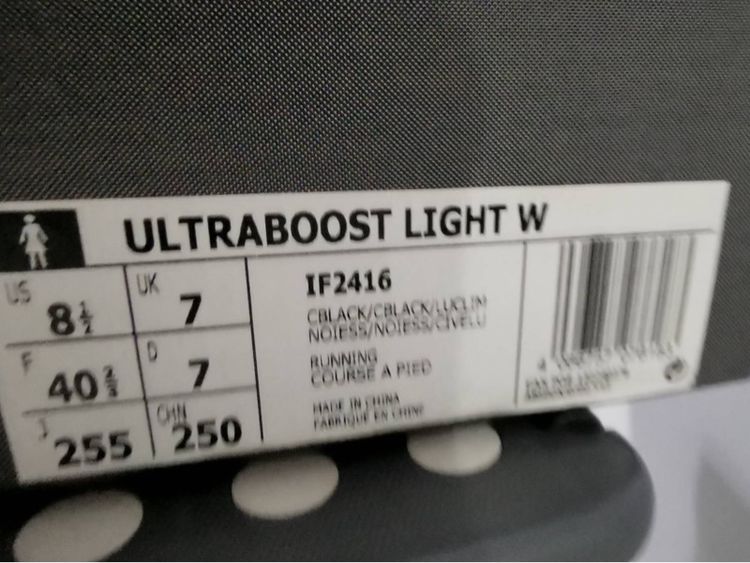 ULTRABOOST LIGHT W
US 8½ UK 7
F 40⅔ D 7
J 255 CHN 250
IF2416
CBLACK/CBLACK/LUCLIM
NOIESS/NOIESS/CIVELU
RUNNING
COURSE A PIED
MADE IN CHINA
FABRIQUE EN CHINE